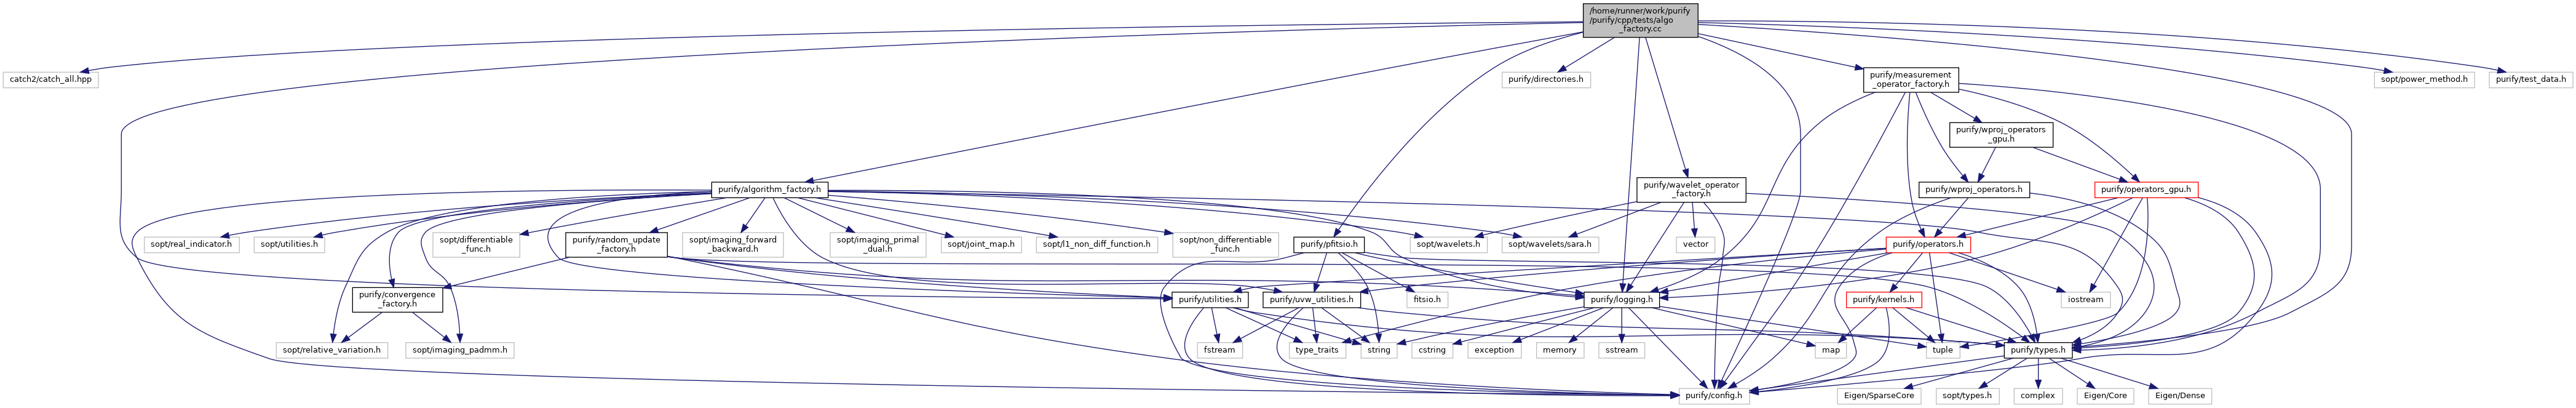 /home/runner/work/purify
/purify/cpp/tests/algo
_factory.cc
catch2/catch_all.hpp
purify/directories.h
purify/measurement
_operator_factory.h
sopt/power_method.h
purify/test_data.h
purify/wproj_operators
_gpu.h
purify/algorithm_factory.h
purify/wavelet_operator
_factory.h
purify/wproj_operators.h
purify/operators_gpu.h
sopt/real_indicator.h
sopt/utilities.h
sopt/differentiable
_func.h
purify/random_update
_factory.h
sopt/imaging_forward
_backward.h
sopt/imaging_primal
_dual.h
sopt/joint_map.h
sopt/l1_non_diff_function.h
sopt/non_differentiable
_func.h
purify/pfitsio.h
sopt/wavelets.h
sopt/wavelets/sara.h
vector
purify/operators.h
purify/convergence
_factory.h
purify/utilities.h
purify/uvw_utilities.h
fitsio.h
purify/logging.h
purify/kernels.h
iostream
sopt/relative_variation.h
sopt/imaging_padmm.h
fstream
type_traits
string
cstring
exception
memory
sstream
map
tuple
purify/types.h
purify/config.h
Eigen/SparseCore
sopt/types.h
complex
Eigen/Core
Eigen/Dense